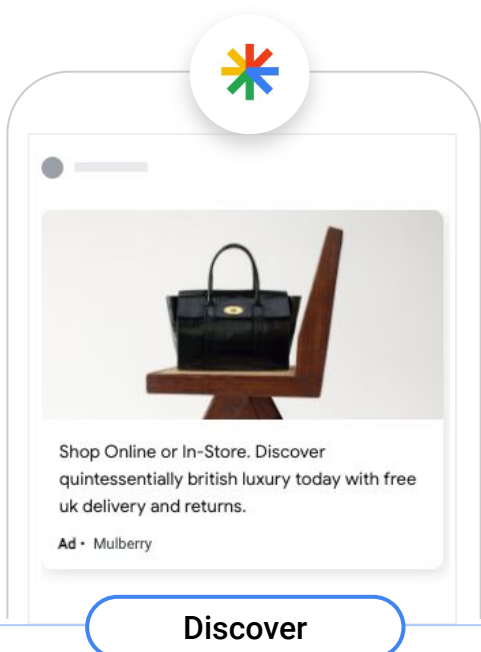 Shop Online or In-Store. Discover
quintessentially british luxury today with free
uk delivery and returns.
Ad • Mulberry
Discover